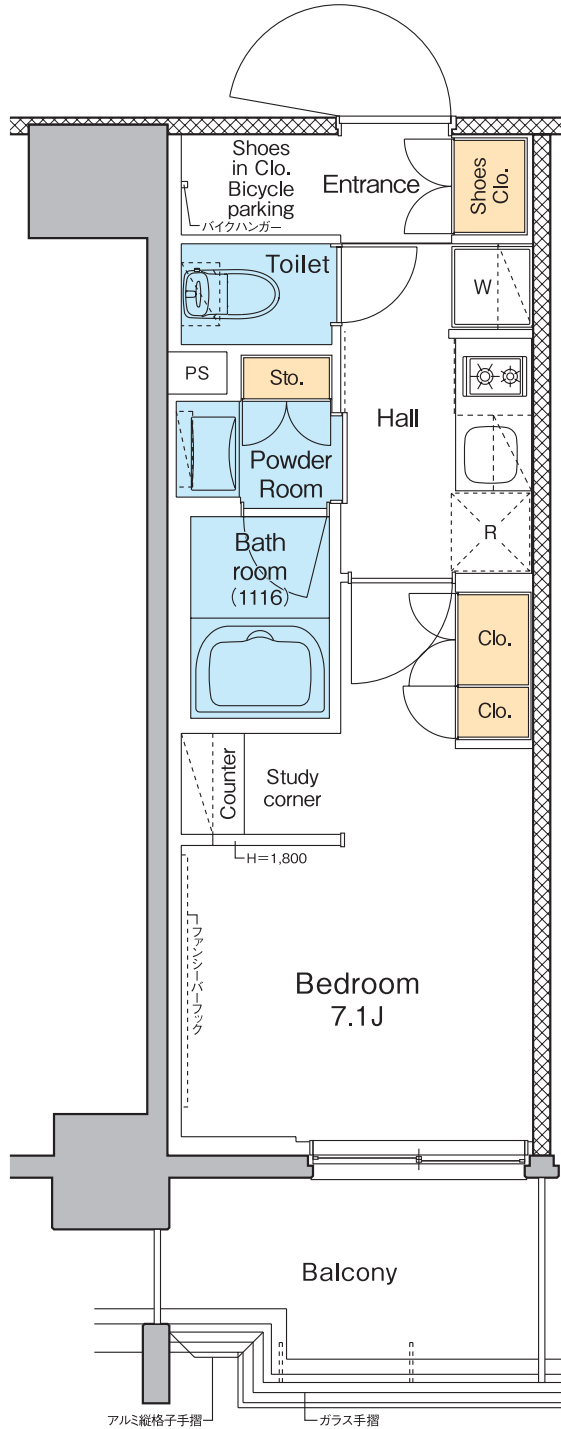 Shoes
in Clo.
Bicycle
parking
バイクハンガー
Entrance
Shoes
Clo.
Toilet
W
PS
Sto.
Hall
Powder
Room
R
Bath
room
(1116)
Clo.
Clo.
Counter
Study
corner
H=1,800
ファンシーバーフック
Bedroom
7.1J
Balcony
アルミ縦格子手摺
ガラス手摺